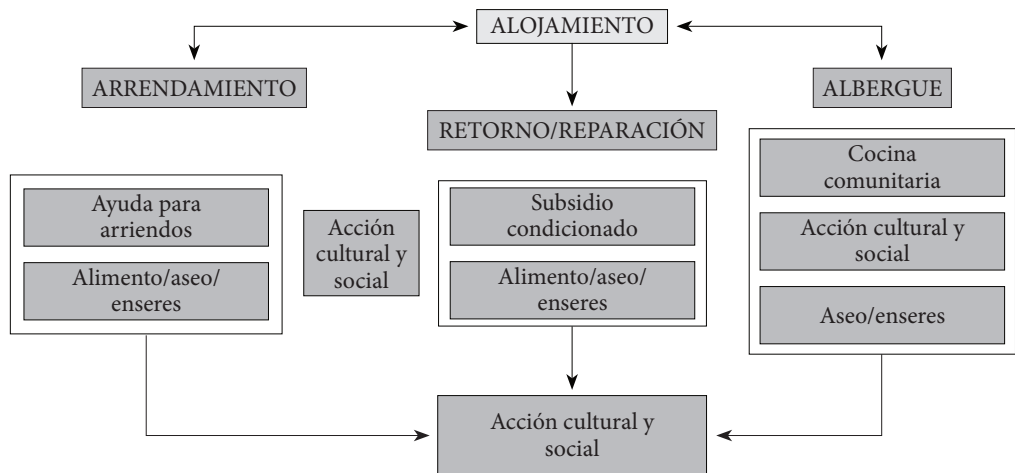 ALOJAMIENTO
ARRENDAMIENTO
RETORNO/REPARACIÓN
ALBERGUE
Ayuda para
arriendos
Alimento/aseo/
enseres
Acción
cultural y
social
Subsidio
condicionado
Alimento/aseo/
enseres
Cocina
comunitaria
Acción cultural y
social
Aseo/enseres
Acción cultural y
social